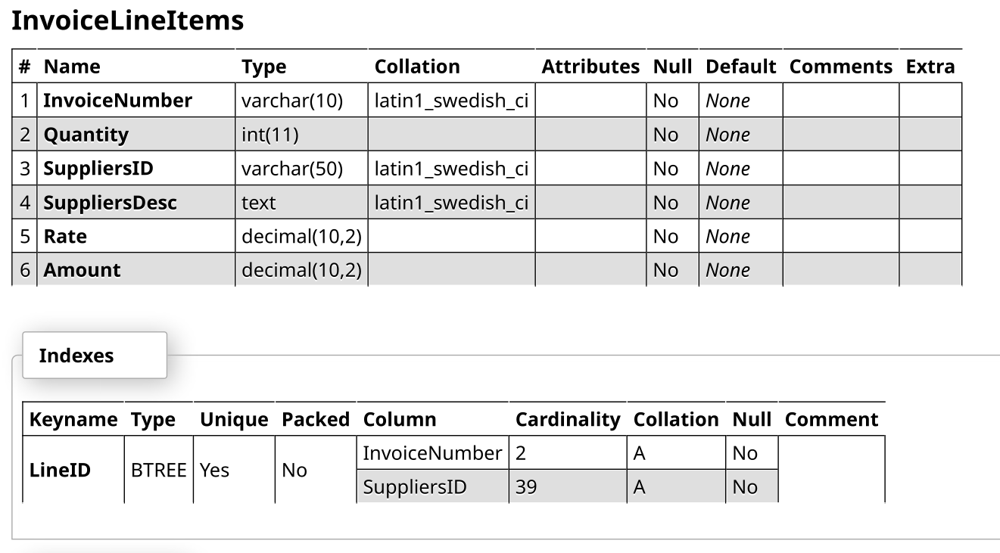 InvoiceLineItems
# Name Type Collation Attributes Null Default Comments Extra
1 InvoiceNumber varchar(10) latin1_swedish_ci No None
2 Quantity int(11) No None
3 SuppliersID varchar(50) latin1_swedish_ci No None
4 SuppliersDesc text latin1_swedish_ci No None
5 Rate decimal(10,2) No None
6 Amount decimal(10,2) No None
Indexes
Keyname Type Unique Packed Column Cardinality Collation Null Comment
LineID BTREE Yes No InvoiceNumber 2 A No
SuppliersID 39 A No